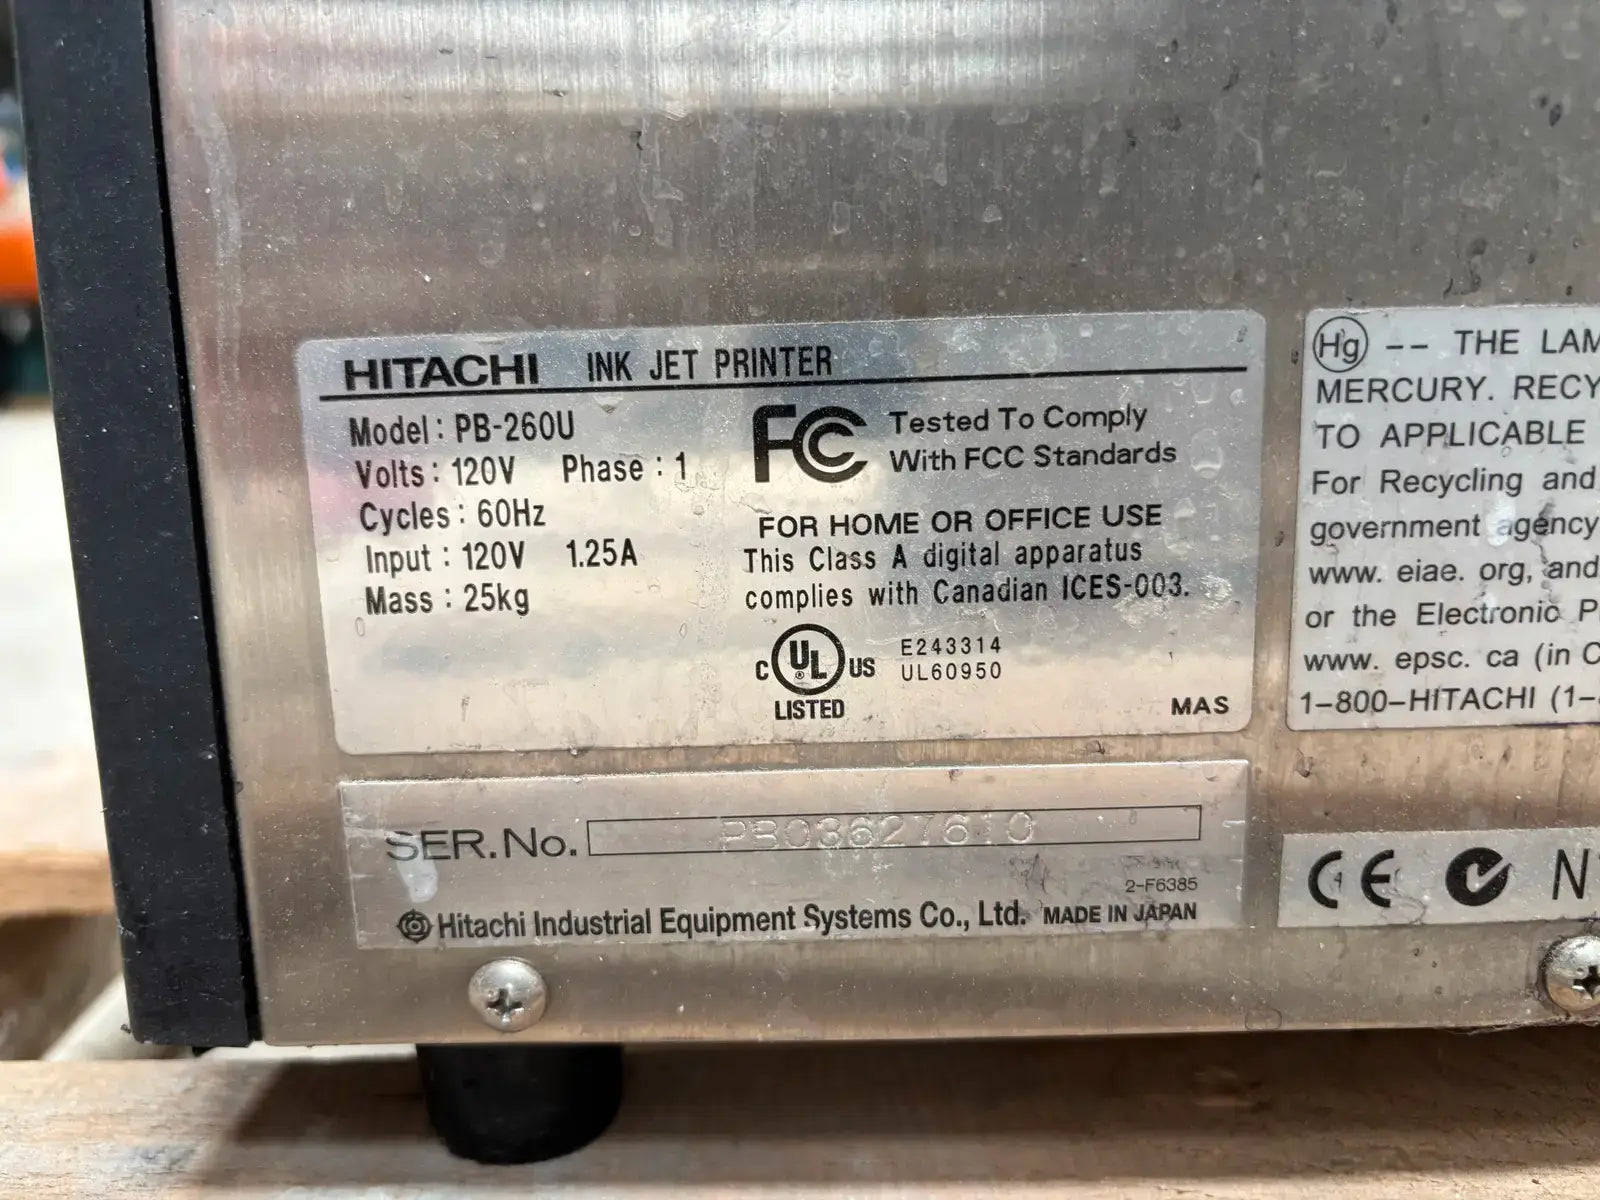 HITACHI INK JET PRINTER
Model : PB-260U
Volts : 120V Phase : 1
Cycles : 60Hz
Input : 120V 1.25A
Mass : 25kg
FC Tested To Comply
With FCC Standards
FOR HOME OR OFFICE USE
This Class A digital apparatus
complies with Canadian ICES-003.
C UL ® US
LISTED
E243314
UL60950
MAS
Hg -- THE LAM
MERCURY. RECY
TO APPLICABLE
For Recycling and
government agency
www. eiae. org, and
or the Electronic P
www. epsc. ca (in C
1-800-HITACHI (1-
SER.No. PB03627610
2-F6385
Hitachi Industrial Equipment Systems Co., Ltd. MADE IN JAPAN
CE N